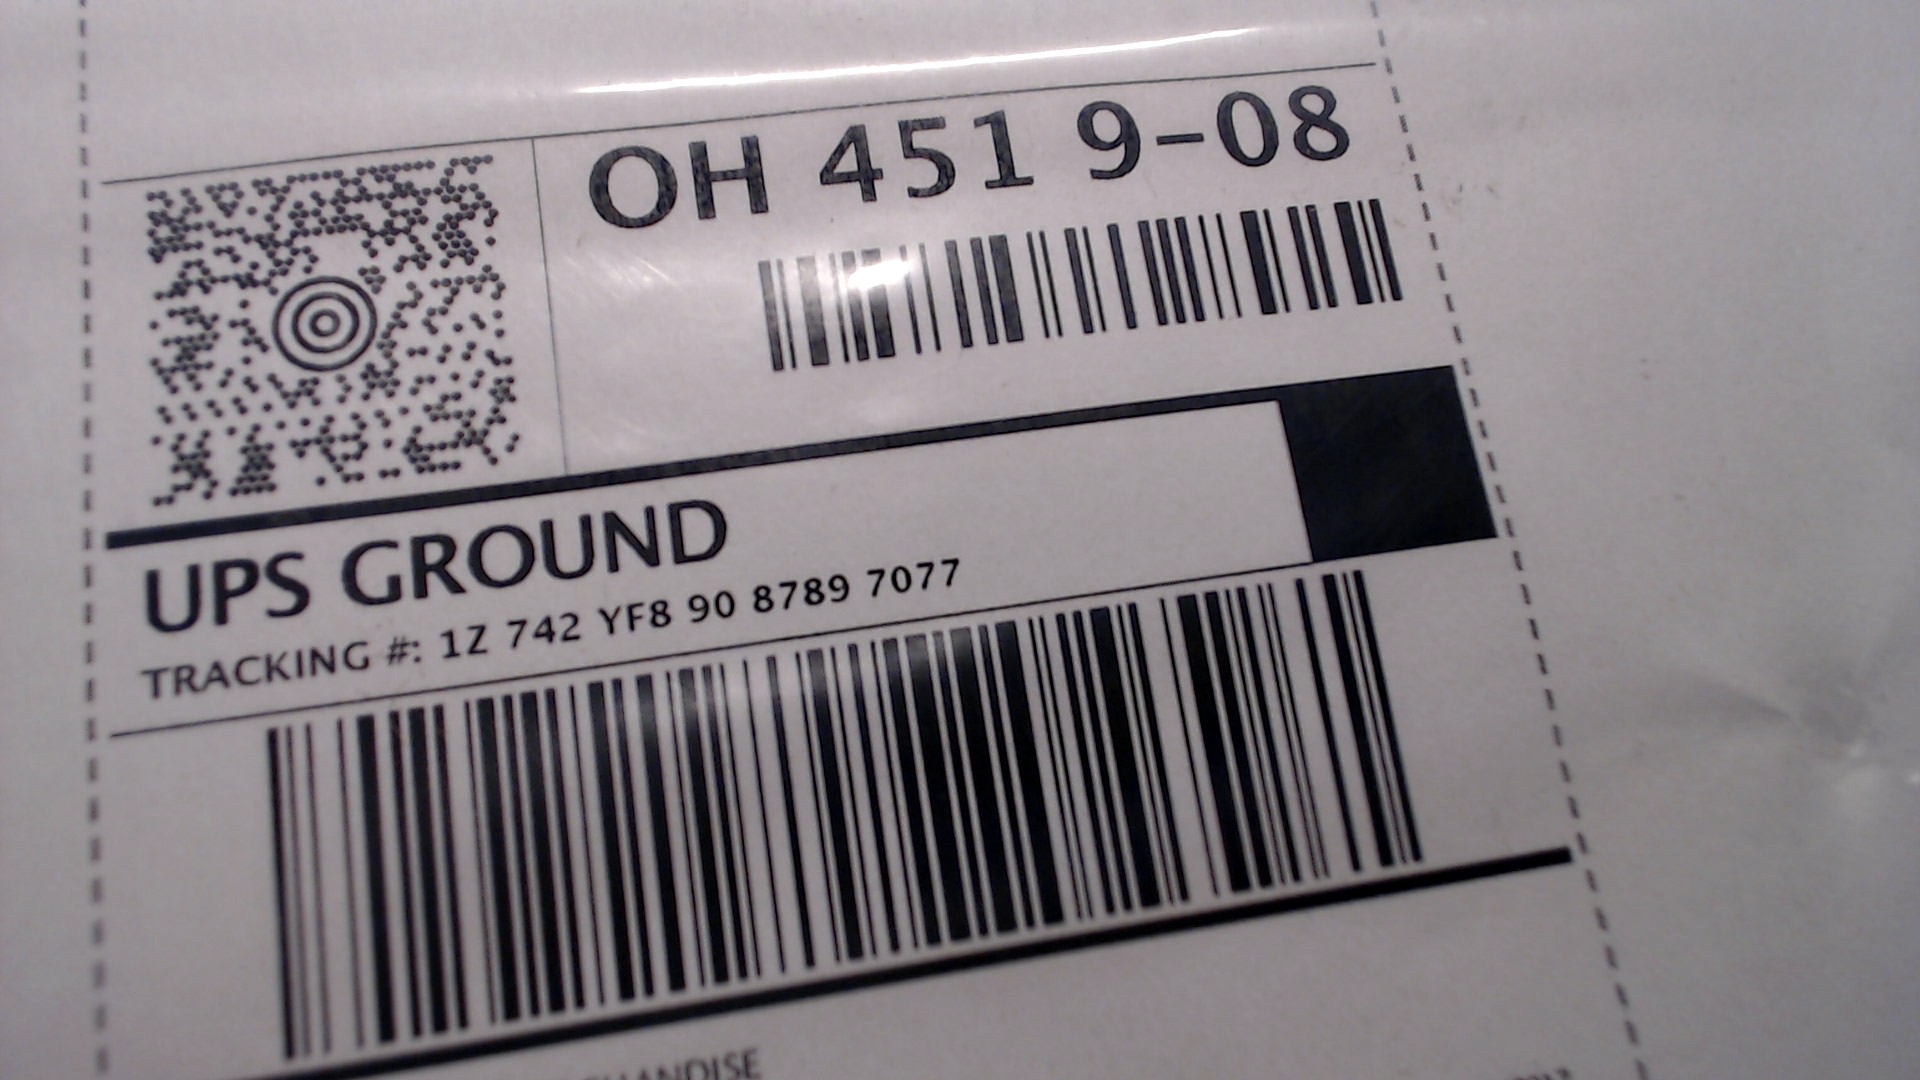 OH 451 9-08
UPS GROUND
TRACKING #: 1Z 742 YF8 90 8789 7077